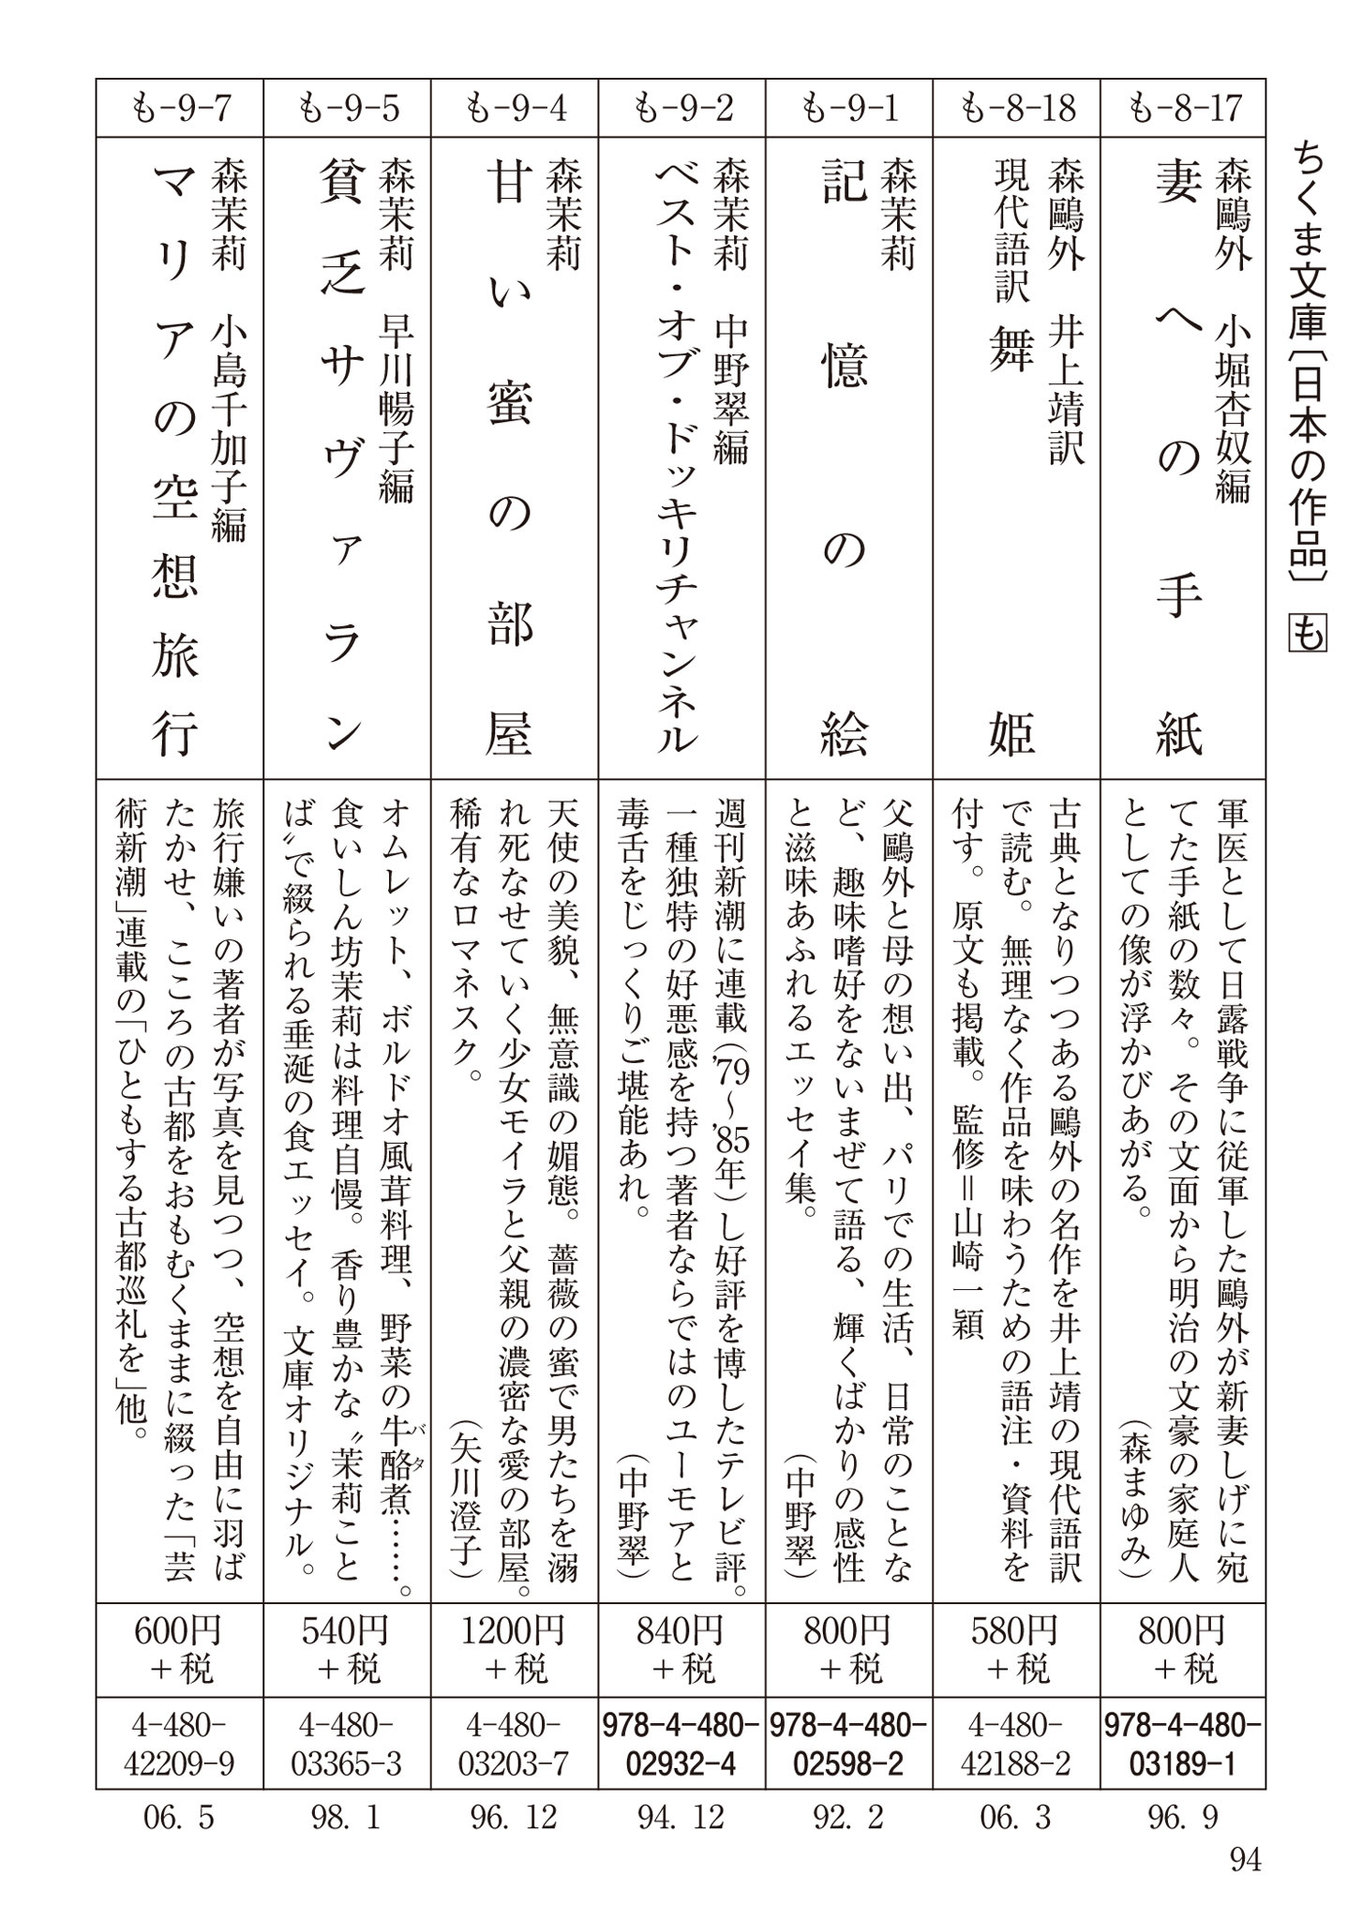 ちくま文庫〔日本の作品〕 も
も-8-17
森鷗外 小堀杏奴編
妻への手紙
軍医として日露戦争に従軍した鷗外が新妻しげに宛
てた手紙の数々。その文面から明治の文豪の家庭人
としての像が浮かびあがる。 (森まゆみ)
800円
+税
978-4-480-
03189-1
96. 9
も-8-18
森鷗外 井上靖訳
現代語訳 舞姫
古典となりつつある鷗外の名作を井上靖の現代語訳
で読む。無理なく作品を味わうための語注・資料を
付す。原文も掲載。監修=山崎一穎
580円
+税
4-480-
42188-2
06. 3
も-9-1
森茉莉
記憶の絵
父鷗外と母の想い出、パリでの生活、日常のことな
ど、趣味嗜好をないまぜて語る、輝くばかりの感性
と滋味あふれるエッセイ集。 (中野翠)
800円
+税
978-4-480-
02598-2
92. 2
も-9-2
森茉莉 中野翠編
ベスト・オブ・ドッキリチャンネル
週刊新潮に連載('79〜'85年)し好評を博したテレビ評。
一種独特の好悪感を持つ著者ならではのユーモアと
毒舌をじっくりご堪能あれ。 (中野翠)
840円
+税
978-4-480-
02932-4
94. 12
も-9-4
森茉莉
甘い蜜の部屋
天使の美貌、無意識の媚態。薔薇の蜜で男たちを溺
れ死なせていく少女モイラと父親の濃密な愛の部屋。
稀有なロマネスク。 (矢川澄子)
1200円
+税
4-480-
03203-7
96. 12
も-9-5
森茉莉 早川暢子編
貧乏サヴァラン
オムレット、ボルドオ風茸料理、野菜の牛酪煮……。
バタ
食いしん坊茉莉は料理自慢。香り豊かな〝茉莉こと
ば〟で綴られる垂涎の食エッセイ。文庫オリジナル。
540円
+税
4-480-
03365-3
98. 1
も-9-7
森茉莉 小島千加子編
マリアの空想旅行
旅行嫌いの著者が写真を見つつ、空想を自由に羽ば
たかせ、こころの古都をおもむくままに綴った「芸
術新潮」連載の「ひともする古都巡礼を」他。
600円
+税
4-480-
42209-9
06. 5
94